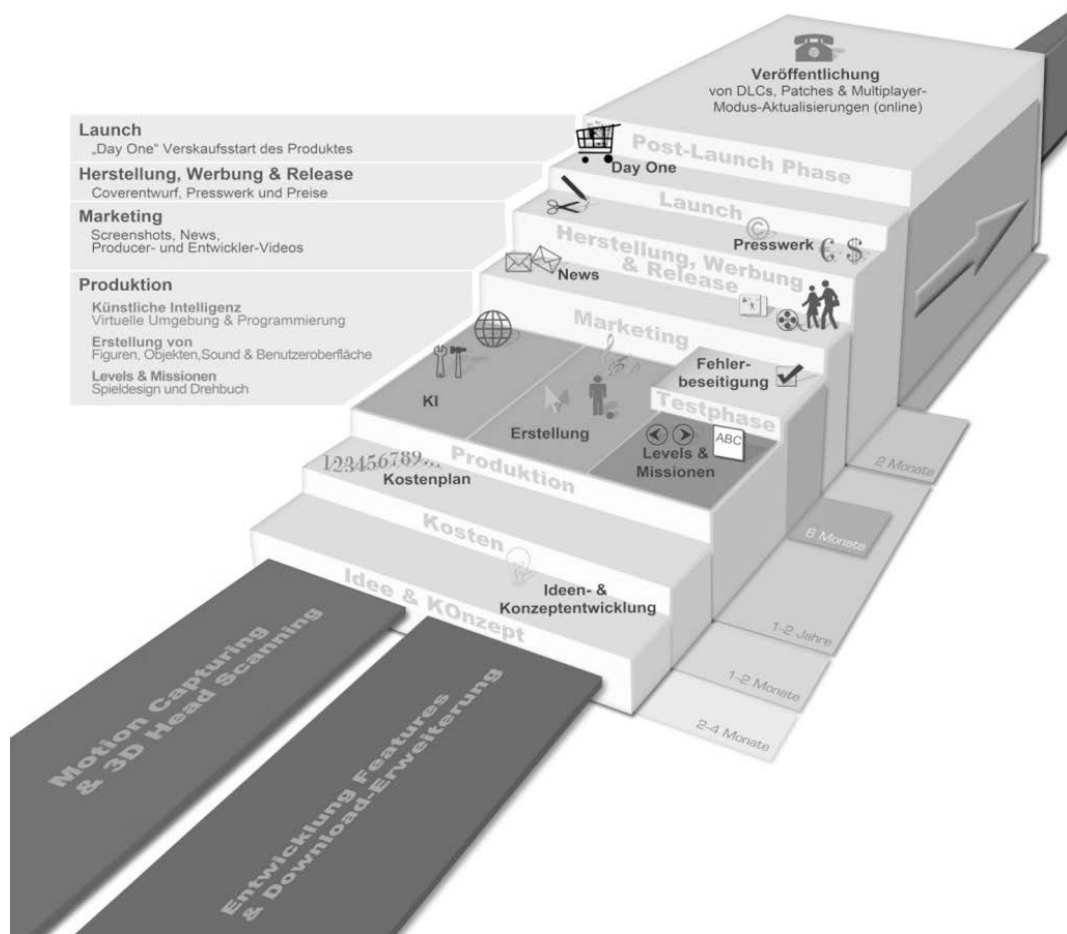 Veröffentlichung
von DLCs, Patches & Multiplayer-
Modus-Aktualisierungen (online)
Post-Launch Phase
Launch
„Day One“ Verskaufsstart des Produktes
Herstellung, Werbung & Release
Coverentwurf, Presswerk und Preise
Marketing
Screenshots, News,
Producer- und Entwickler-Videos
Produktion
Künstliche Intelligenz
Virtuelle Umgebung & Programmierung
Erstellung von
Figuren, Objekten,Sound & Benutzeroberfläche
Levels & Missionen
Spieldesign und Drehbuch
Day One
Launch
©
Presswerk € $
Herstellung, Werbung
& Release
News
Marketing
Fehler-
beseitigung
Testphase
KI
Erstellung
ABC
Levels &
Missionen
Produktion
123456789...
Kostenplan
Kosten
Ideen- &
Konzeptentwicklung
Idee & KOnzept
2 Monate
6 Monate
1-2 Jahre
1-2 Monate
2-4 Monate
Motion Capturing
& 3D Head Scanning
Entwicklung Features
& Download-Erweiterung